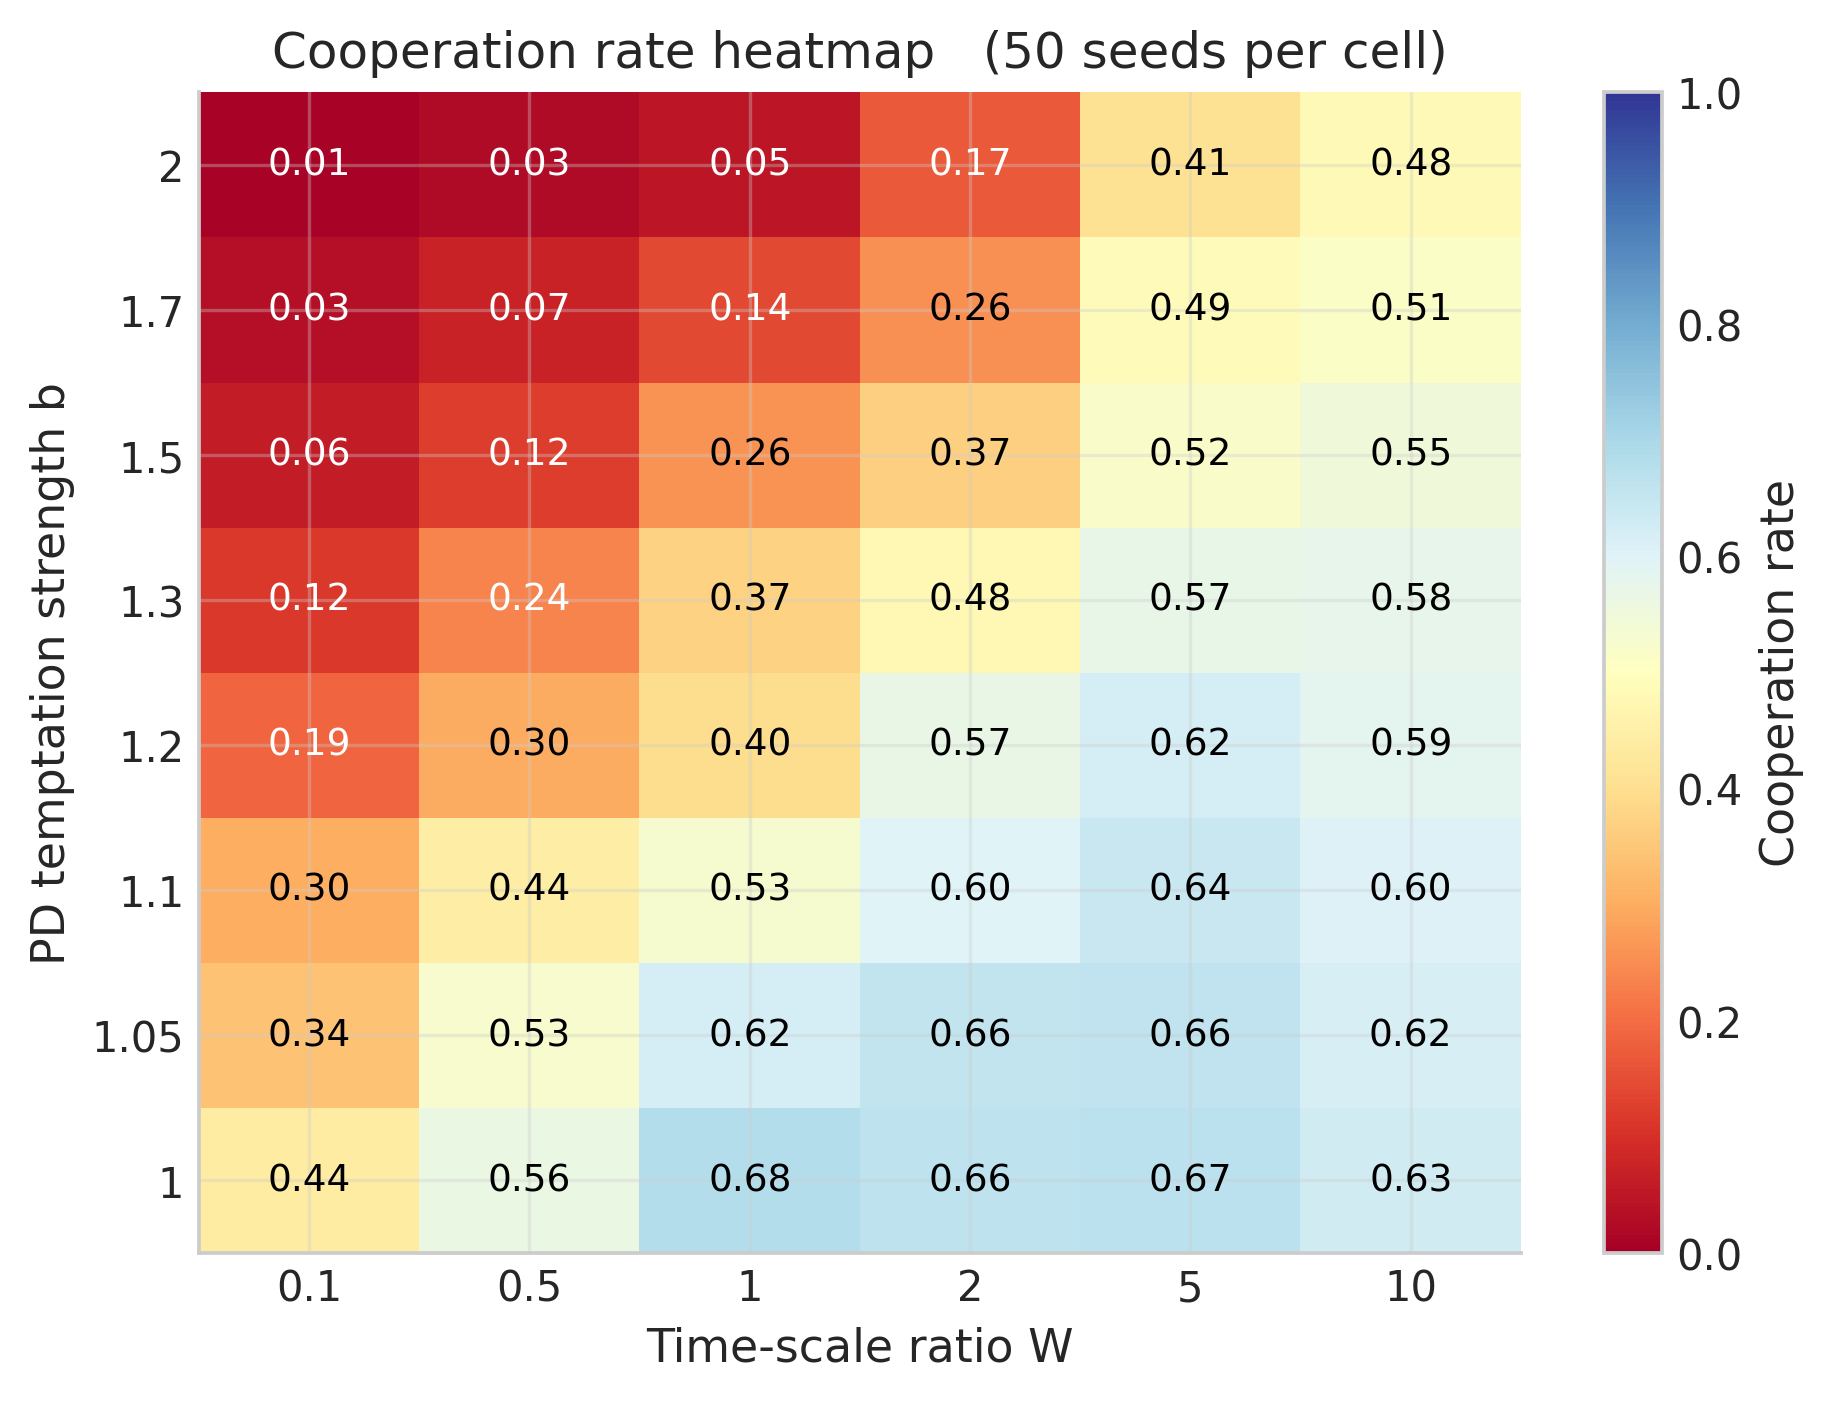 Cooperation rate heatmap   (50 seeds per cell)
PD temptation strength b
2 0.01 0.03 0.05 0.17 0.41 0.48
1.7 0.03 0.07 0.14 0.26 0.49 0.51
1.5 0.06 0.12 0.26 0.37 0.52 0.55
1.3 0.12 0.24 0.37 0.48 0.57 0.58
1.2 0.19 0.30 0.40 0.57 0.62 0.59
1.1 0.30 0.44 0.53 0.60 0.64 0.60
1.05 0.34 0.53 0.62 0.66 0.66 0.62
1 0.44 0.56 0.68 0.66 0.67 0.63
0.1 0.5 1 2 5 10
Time-scale ratio W
1.0
0.8
0.6
0.4
0.2
0.0
Cooperation rate